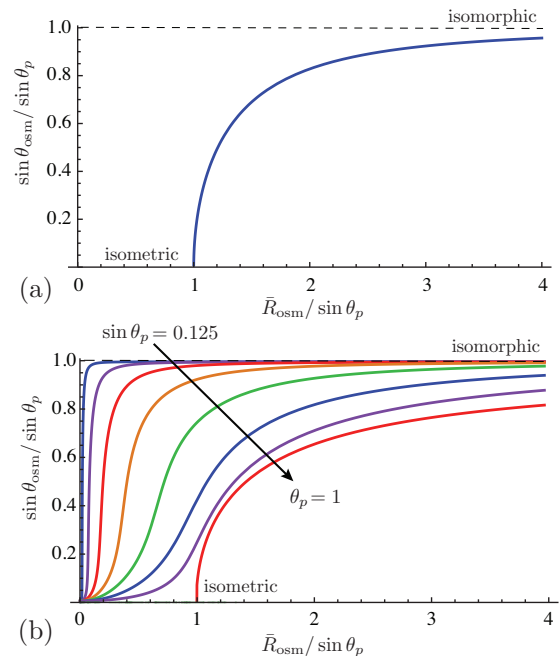 isomorphic
1.0
0.8
0.6
0.4
0.2
sin θ_osm / sin θ_p
isometric
0 1 2 3 4
(a)
R̄_osm / sin θ_p
sin θ_p = 0.125
isomorphic
1.0
0.8
0.6
0.4
0.2
sin θ_osm / sin θ_p
θ_p = 1
isometric
0 1 2 3 4
(b)
R̄_osm / sin θ_p